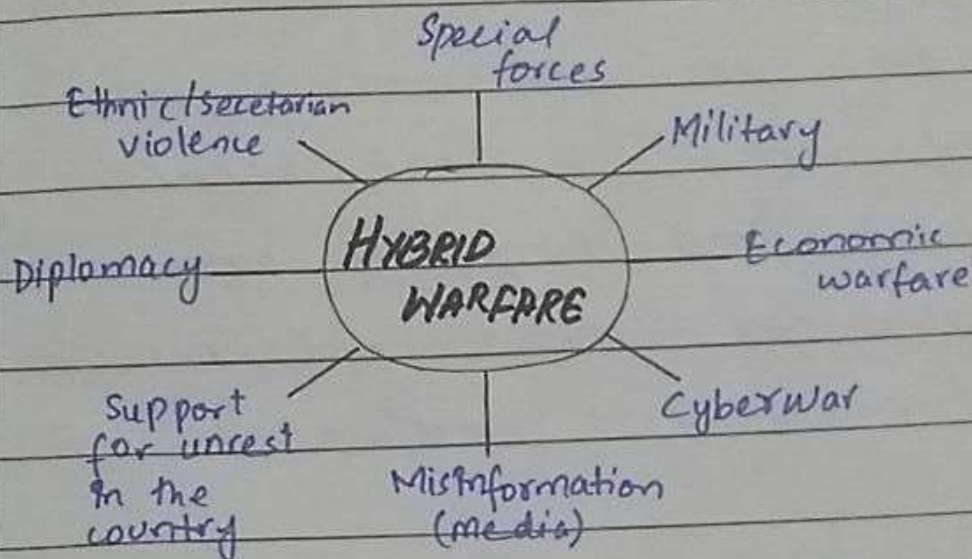 Special
forces
Ethnic/secetarian
violence
Military
HYBRID
WARFARE
Diplomacy
Economic
warfare
Support
for unrest
in the
country
Cyberwar
Misinformation
(media)